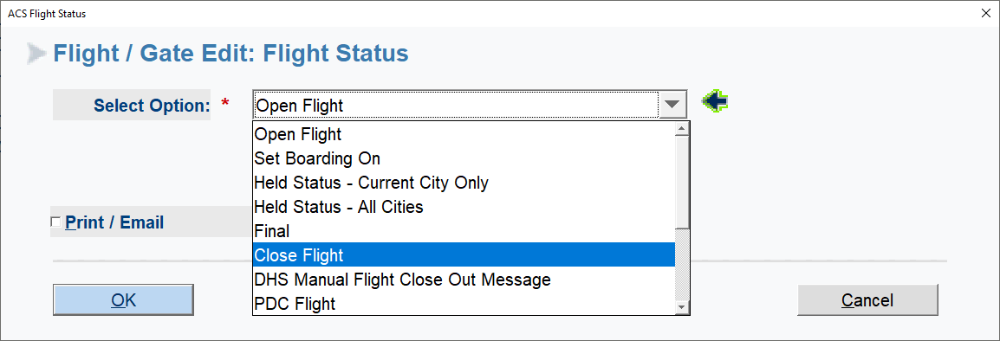 ACS Flight Status
Flight / Gate Edit: Flight Status
Select Option: * Open Flight
Open Flight
Set Boarding On
Held Status - Current City Only
Held Status - All Cities
Print / Email
Final
Close Flight
DHS Manual Flight Close Out Message
PDC Flight
OK
Cancel